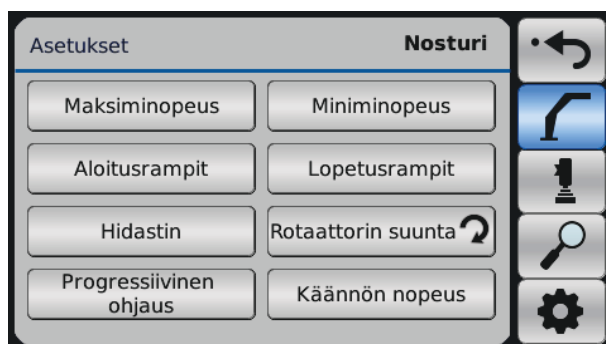 Asetukset
Nosturi
Maksiminopeus
Miniminopeus
Aloitusrampit
Lopetusrampit
Hidastin
Rotaattorin suunta
Progressiivinen
ohjaus
Käännön nopeus